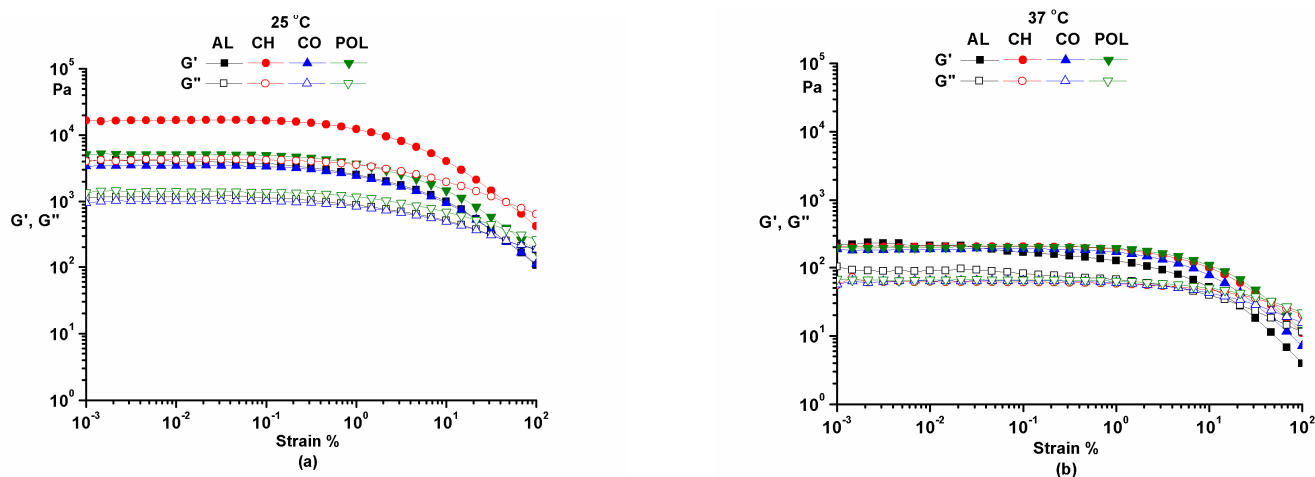 25 °C
AL CH CO POL
G'
G"
10^5
Pa
10^4
10^3
G', G"
10^2
10^1
10^0
10^-3 10^-2 10^-1 10^0 10^1 10^2
Strain %
(a)
37 °C
AL CH CO POL
G'
G"
10^5
Pa
10^4
10^3
G', G"
10^2
10^1
10^0
10^-3 10^-2 10^-1 10^0 10^1 10^2
Strain %
(b)